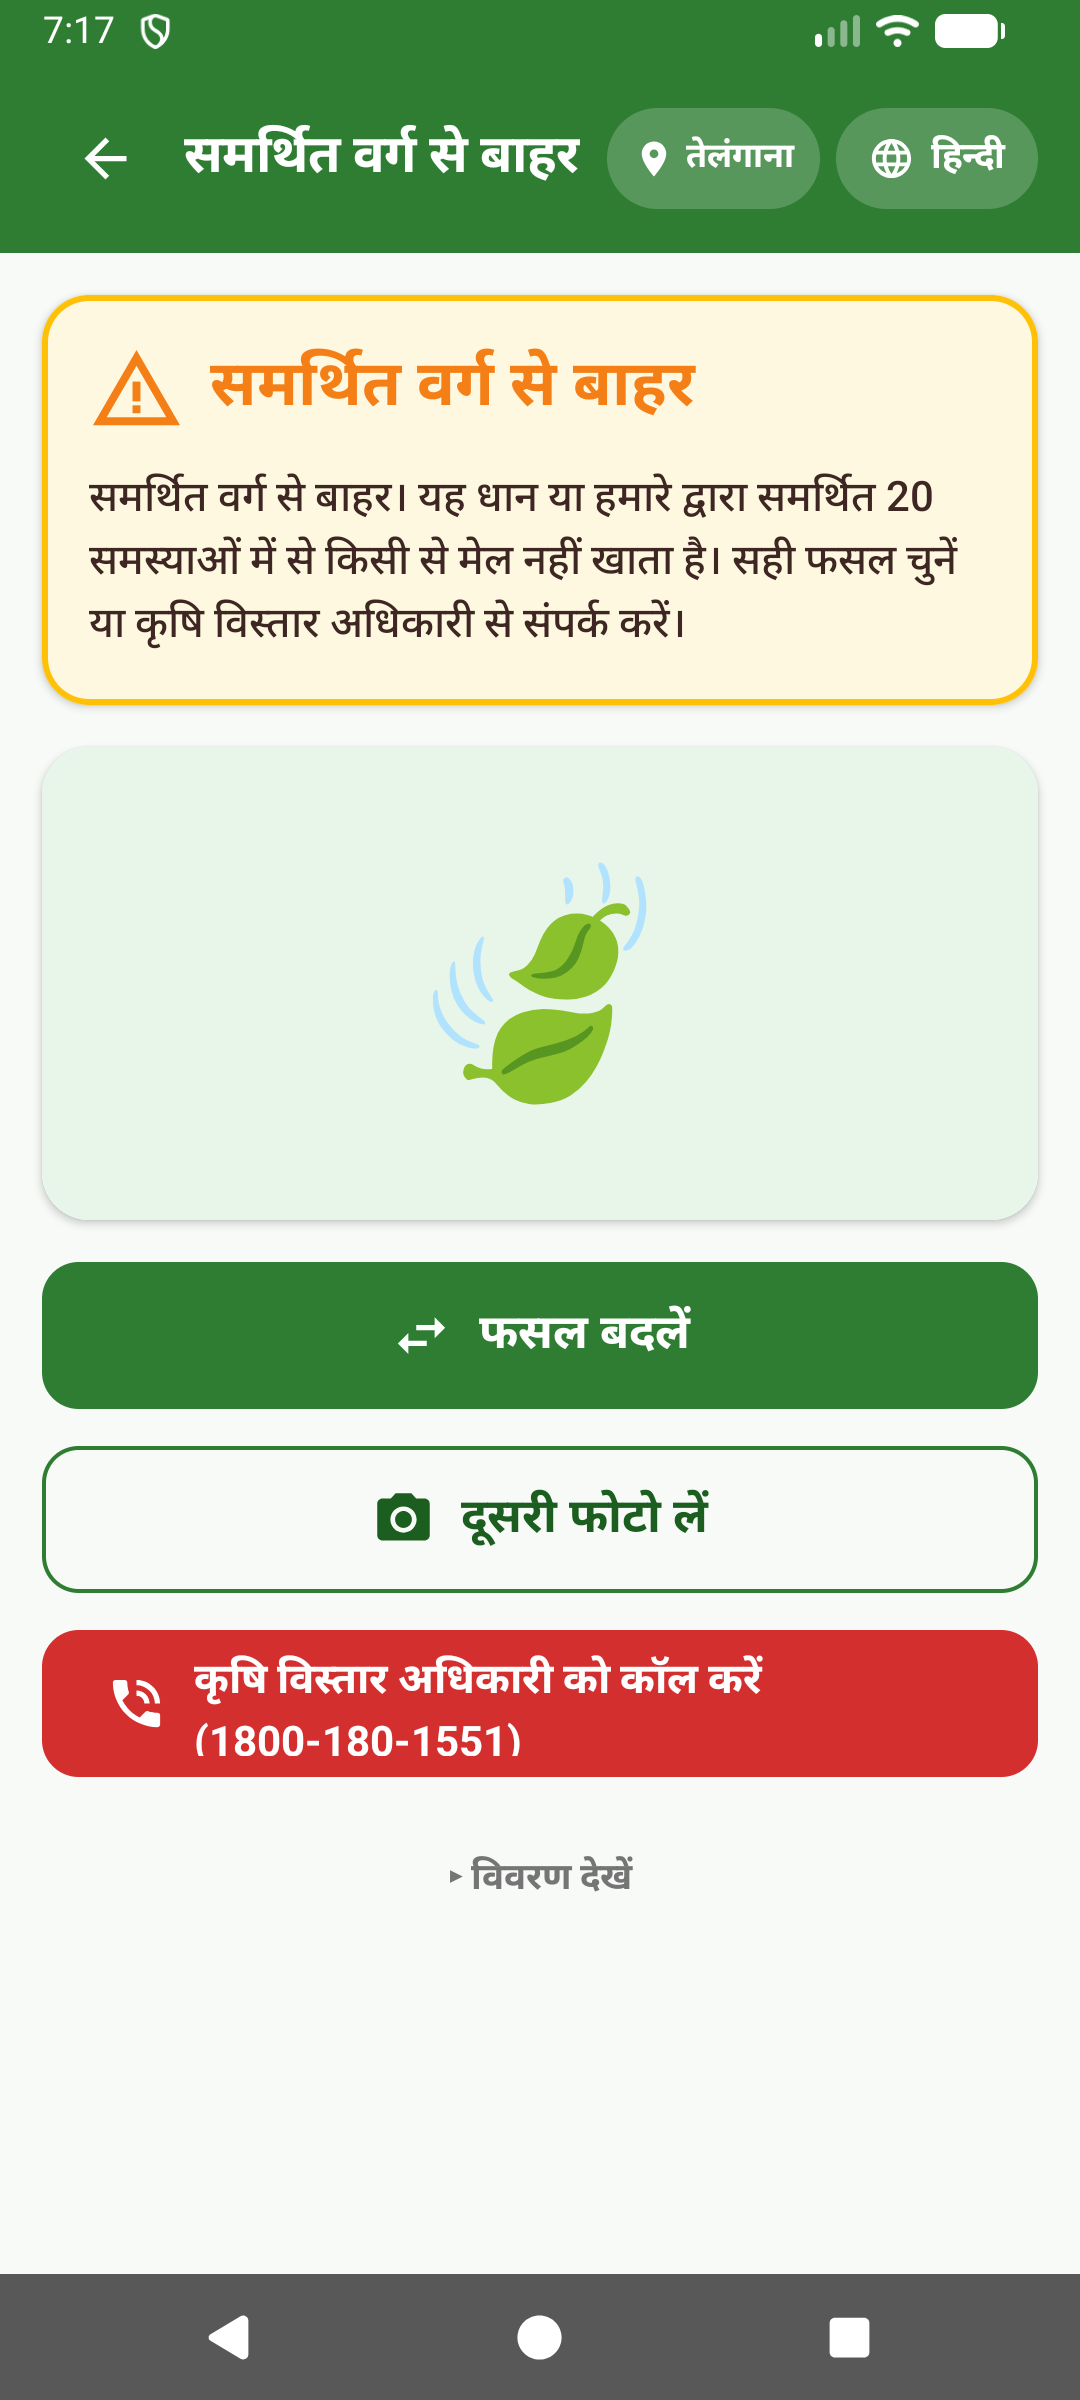 7:17
समर्थित वर्ग से बाहर
तेलंगाना
हिन्दी
समर्थित वर्ग से बाहर
समर्थित वर्ग से बाहर। यह धान या हमारे द्वारा समर्थित 20
समस्याओं में से किसी से मेल नहीं खाता है। सही फसल चुनें
या कृषि विस्तार अधिकारी से संपर्क करें।
फसल बदलें
दूसरी फोटो लें
कृषि विस्तार अधिकारी को कॉल करें
(1800-180-1551)
▸ विवरण देखें